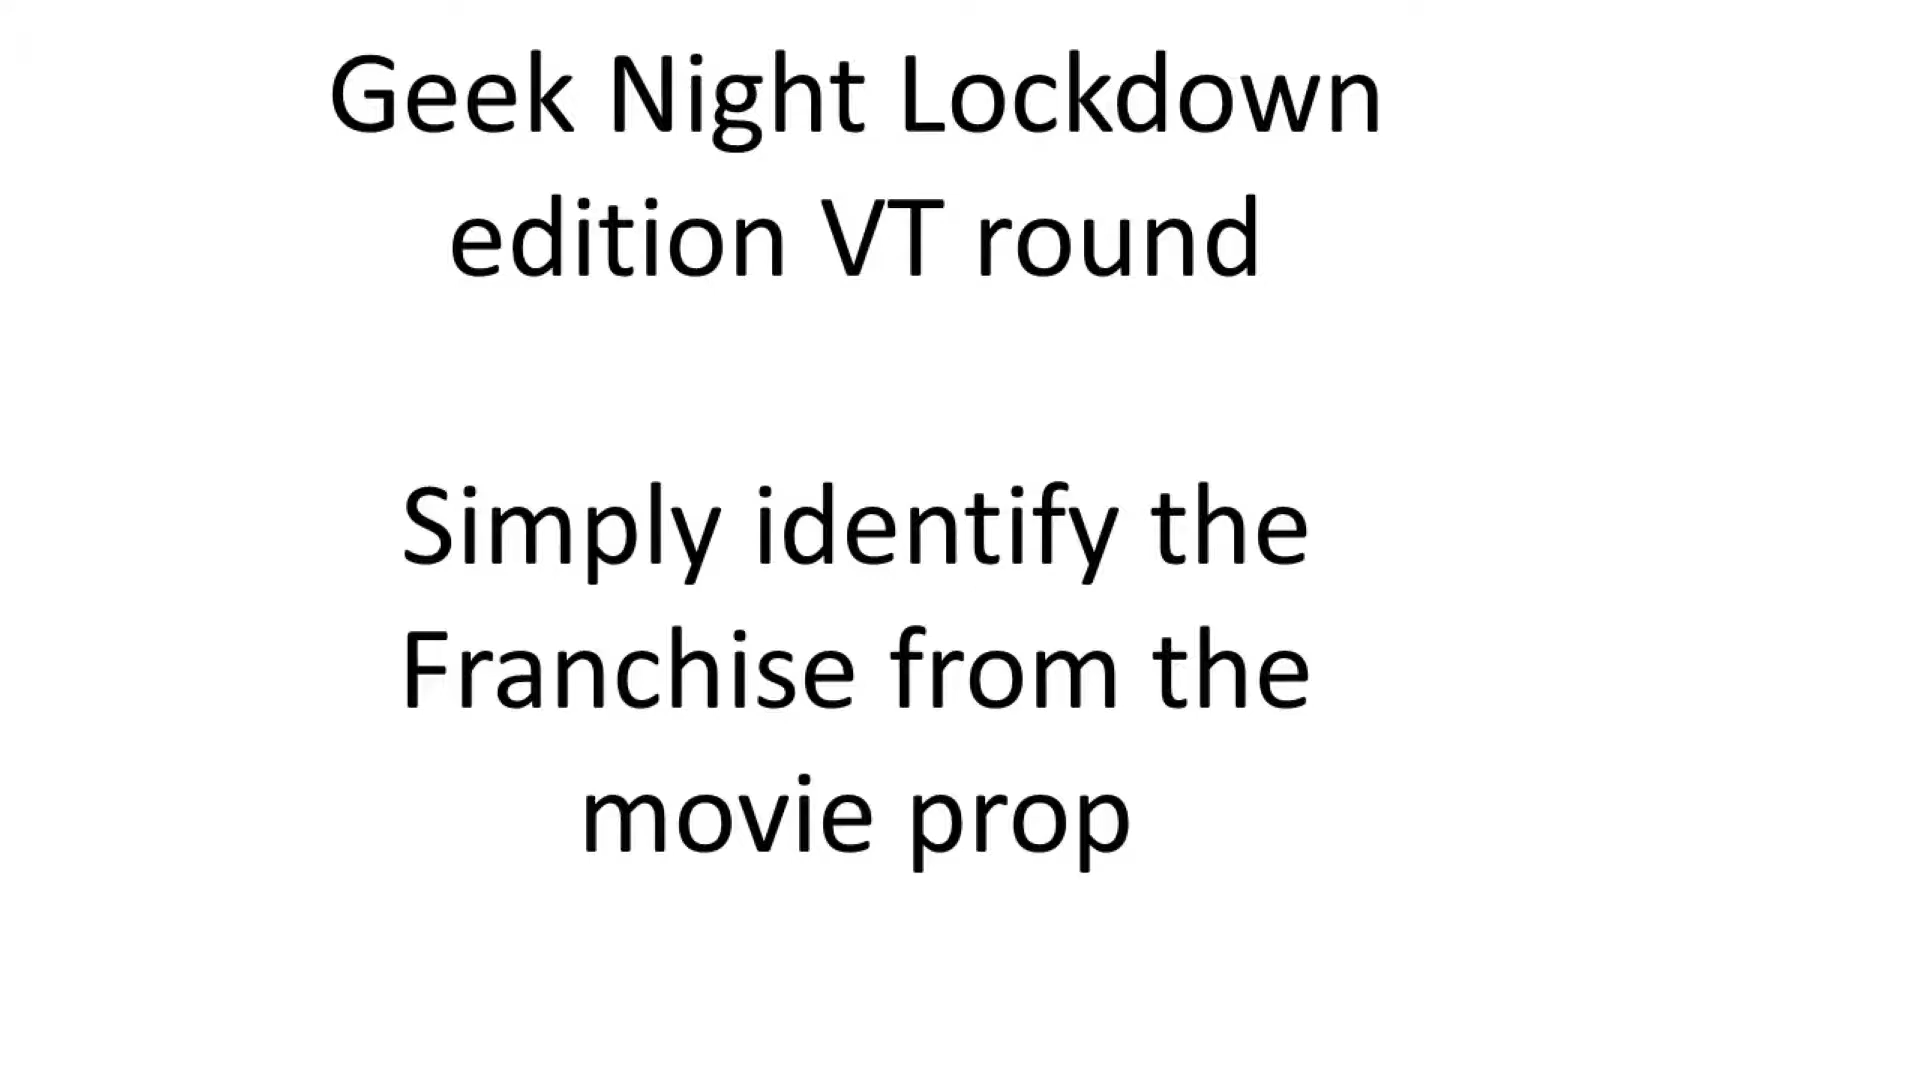 Geek Night Lockdown
edition VT round
Simply identify the
Franchise from the
movie prop